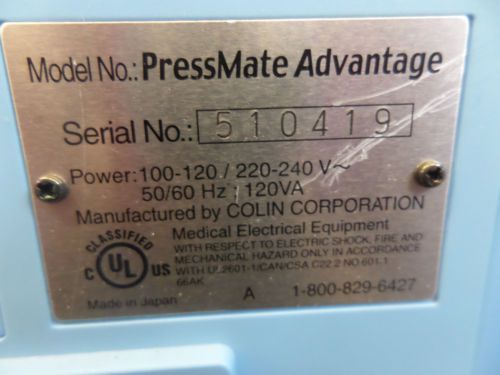 Model No.: PressMate Advantage
Serial No.: 510419
Power: 100-120 / 220-240 V~
50/60 Hz : 120VA
Manufactured by COLIN CORPORATION
Medical Electrical Equipment
WITH RESPECT TO ELECTRIC SHOCK, FIRE AND
MECHANICAL HAZARD ONLY IN ACCORDANCE
WITH UL2601-1/CAN/CSA C22.2 NO.601.1
66AK
CLASSIFIED
C UL US
Made in Japan
A
1-800-829-6427